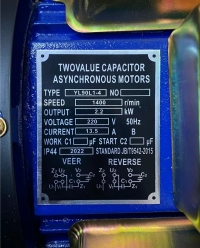 TWOVALUE CAPACITOR
ASYNCHRONOUS MOTORS
TYPE YL90L1-4 NO
SPEED 1400 r/min
OUTPUT 2.2 kW
VOLTAGE 220 V 50Hz
CURRENT 13.5 A B
WORK C1 μF START C2 μF
IP44 2022 STANDARD JB/T9542-2015
VEER REVERSE